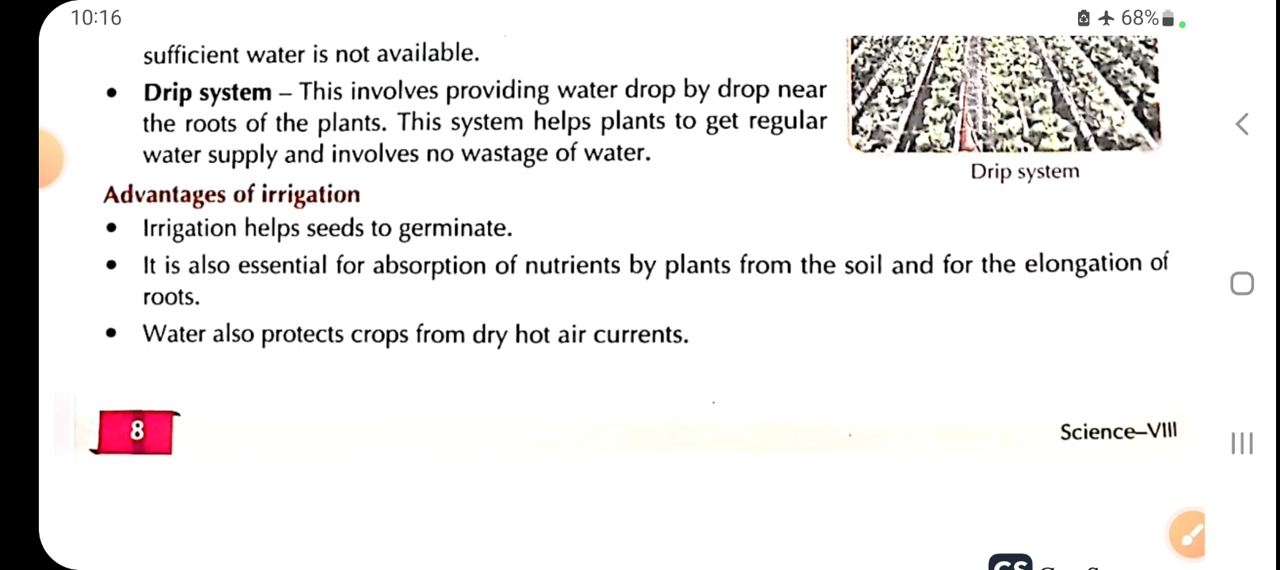 10:16
68%
sufficient water is not available.
• Drip system – This involves providing water drop by drop near
the roots of the plants. This system helps plants to get regular
water supply and involves no wastage of water.
Drip system
Advantages of irrigation
• Irrigation helps seeds to germinate.
• It is also essential for absorption of nutrients by plants from the soil and for the elongation of
roots.
• Water also protects crops from dry hot air currents.
8
Science–VIII
CS